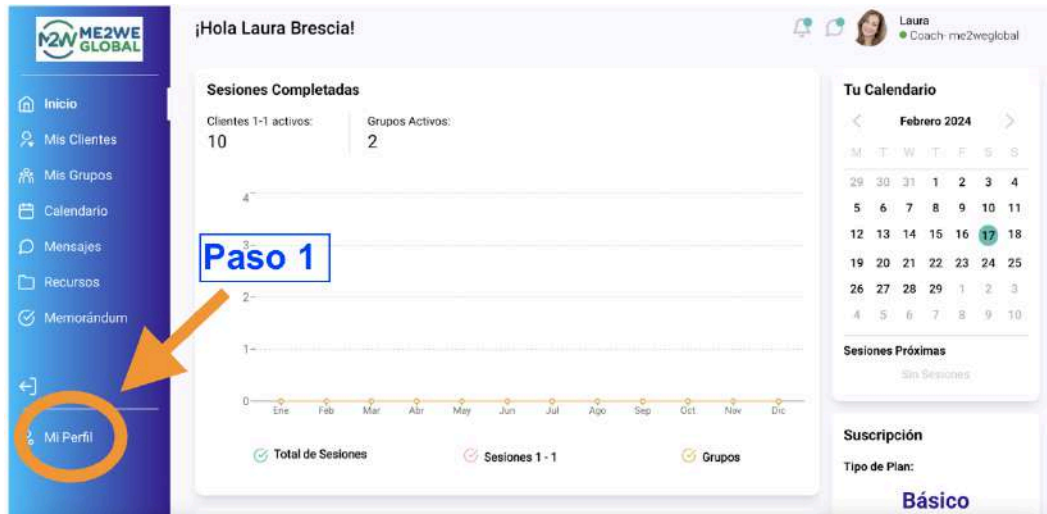 M2W ME2WE
GLOBAL
Inicio
Mis Clientes
Mis Grupos
Calendario
Mensajes
Recursos
Memorándum
Mi Perfil
¡Hola Laura Brescia!
Laura
Coach- me2weglobal
Sesiones Completadas
Clientes 1-1 activos:
10
Grupos Activos:
2
4
3
2
1
0
Ene Feb Mar Abr May Jun Jul Ago Sep Oct Nov Dic
Total de Sesiones
Sesiones 1 - 1
Grupos
Paso 1
Tu Calendario
Febrero 2024
M T W T F S S
29 30 31 1 2 3 4
5 6 7 8 9 10 11
12 13 14 15 16 17 18
19 20 21 22 23 24 25
26 27 28 29 1 2 3
4 5 6 7 8 9 10
Sesiones Próximas
Sin Sesiones
Suscripción
Tipo de Plan:
Básico